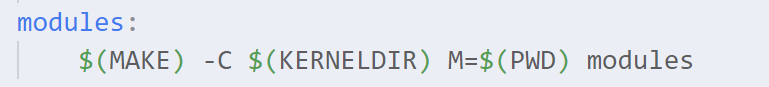 modules:
    $(MAKE) -C $(KERNELDIR) M=$(PWD) modules